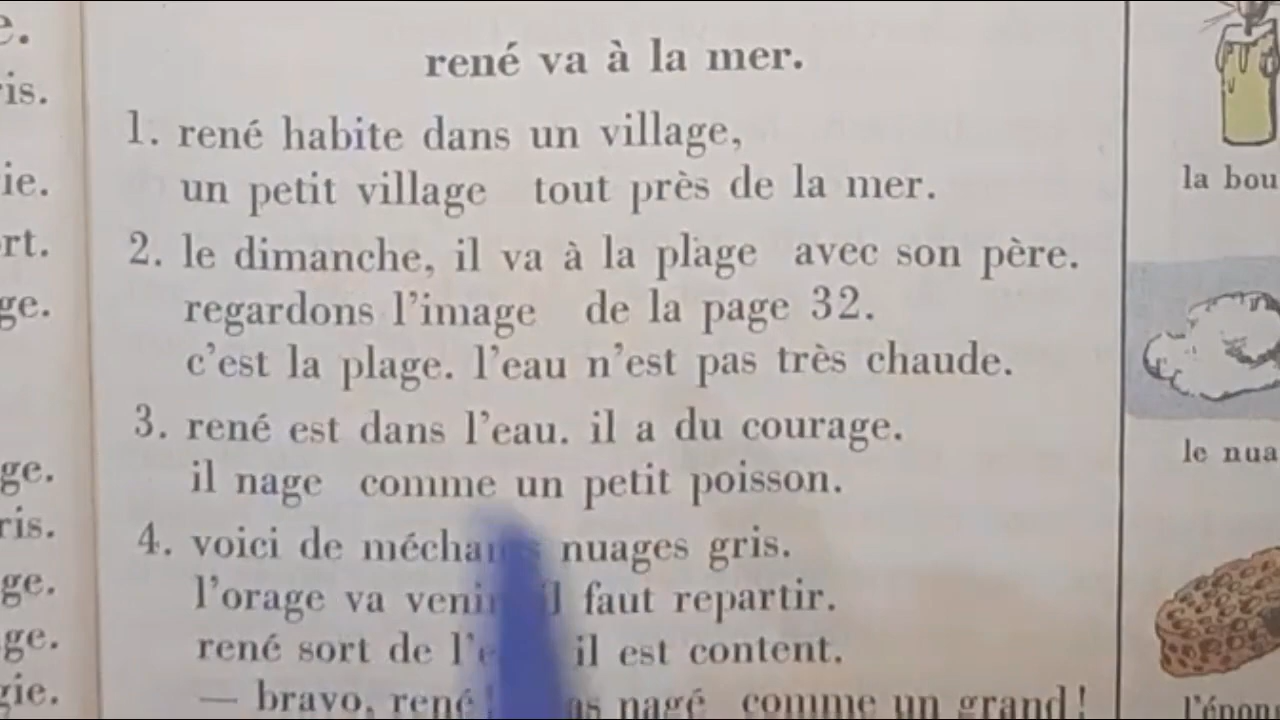 rené va à la mer.
1. rené habite dans un village,
un petit village tout près de la mer.
2. le dimanche, il va à la plage avec son père.
regardons l'image de la page 32.
c'est la plage. l'eau n'est pas très chaude.
3. rené est dans l'eau. il a du courage.
il nage comme un petit poisson.
4. voici de méchants nuages gris.
l'orage va venir il faut repartir.
rené sort de il est content.
— bravo, rené! nagé comme un grand!
la
le